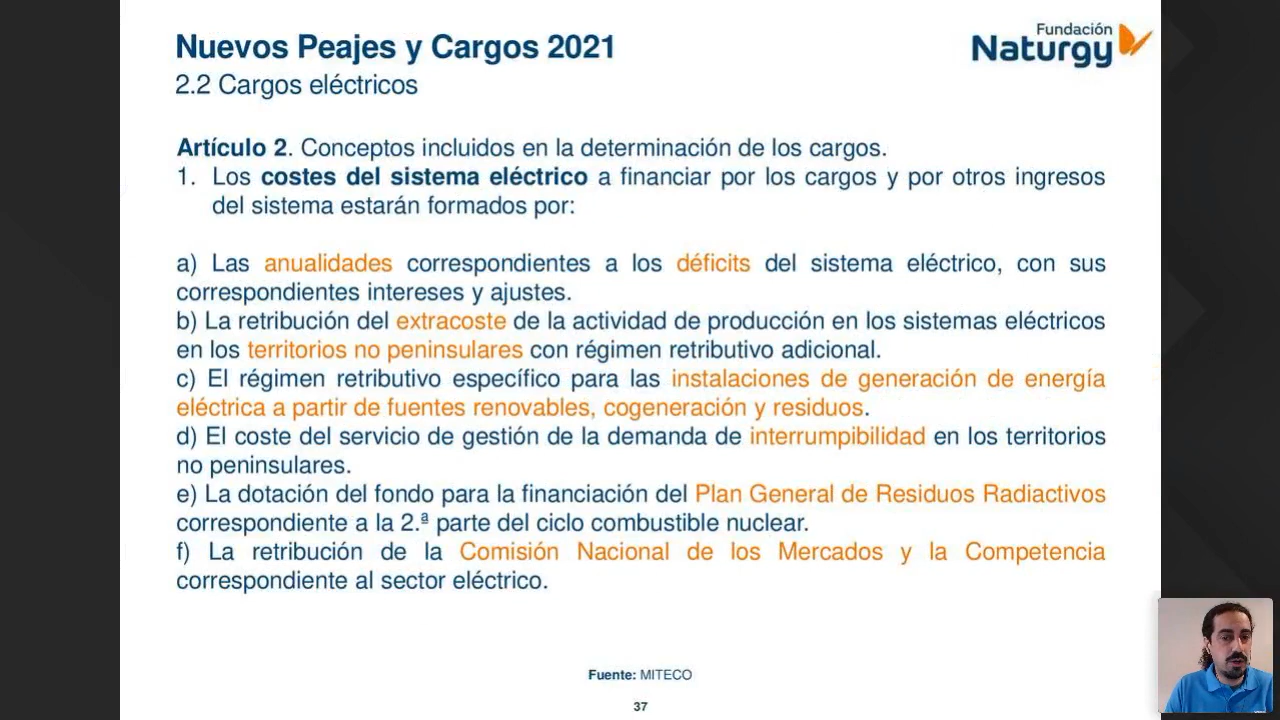 Nuevos Peajes y Cargos 2021
2.2 Cargos eléctricos
Fundación
Naturgy
Artículo 2. Conceptos incluidos en la determinación de los cargos.
1. Los costes del sistema eléctrico a financiar por los cargos y por otros ingresos
del sistema estarán formados por:
a) Las anualidades correspondientes a los déficits del sistema eléctrico, con sus
correspondientes intereses y ajustes.
b) La retribución del extracoste de la actividad de producción en los sistemas eléctricos
en los territorios no peninsulares con régimen retributivo adicional.
c) El régimen retributivo específico para las instalaciones de generación de energía
eléctrica a partir de fuentes renovables, cogeneración y residuos.
d) El coste del servicio de gestión de la demanda de interrumpibilidad en los territorios
no peninsulares.
e) La dotación del fondo para la financiación del Plan General de Residuos Radiactivos
correspondiente a la 2.ª parte del ciclo combustible nuclear.
f) La retribución de la Comisión Nacional de los Mercados y la Competencia
correspondiente al sector eléctrico.
Fuente: MITECO
37